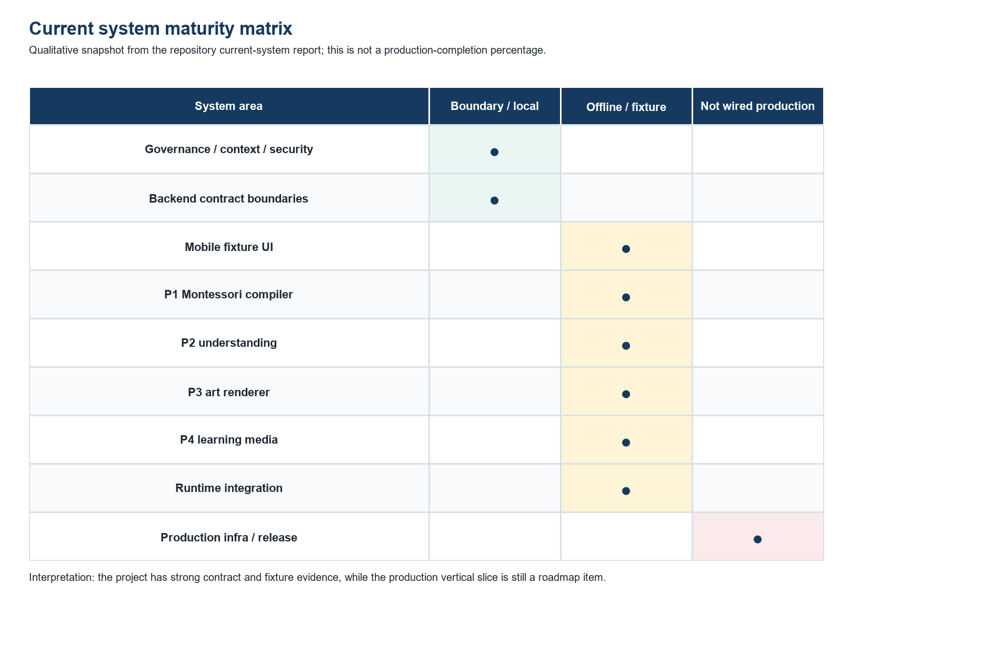 Current system maturity matrix
Qualitative snapshot from the repository current-system report; this is not a production-completion percentage.
System area Boundary / local Offline / fixture Not wired production
Governance / context / security ●
Backend contract boundaries ●
Mobile fixture UI ●
P1 Montessori compiler ●
P2 understanding ●
P3 art renderer ●
P4 learning media ●
Runtime integration ●
Production infra / release ●
Interpretation: the project has strong contract and fixture evidence, while the production vertical slice is still a roadmap item.